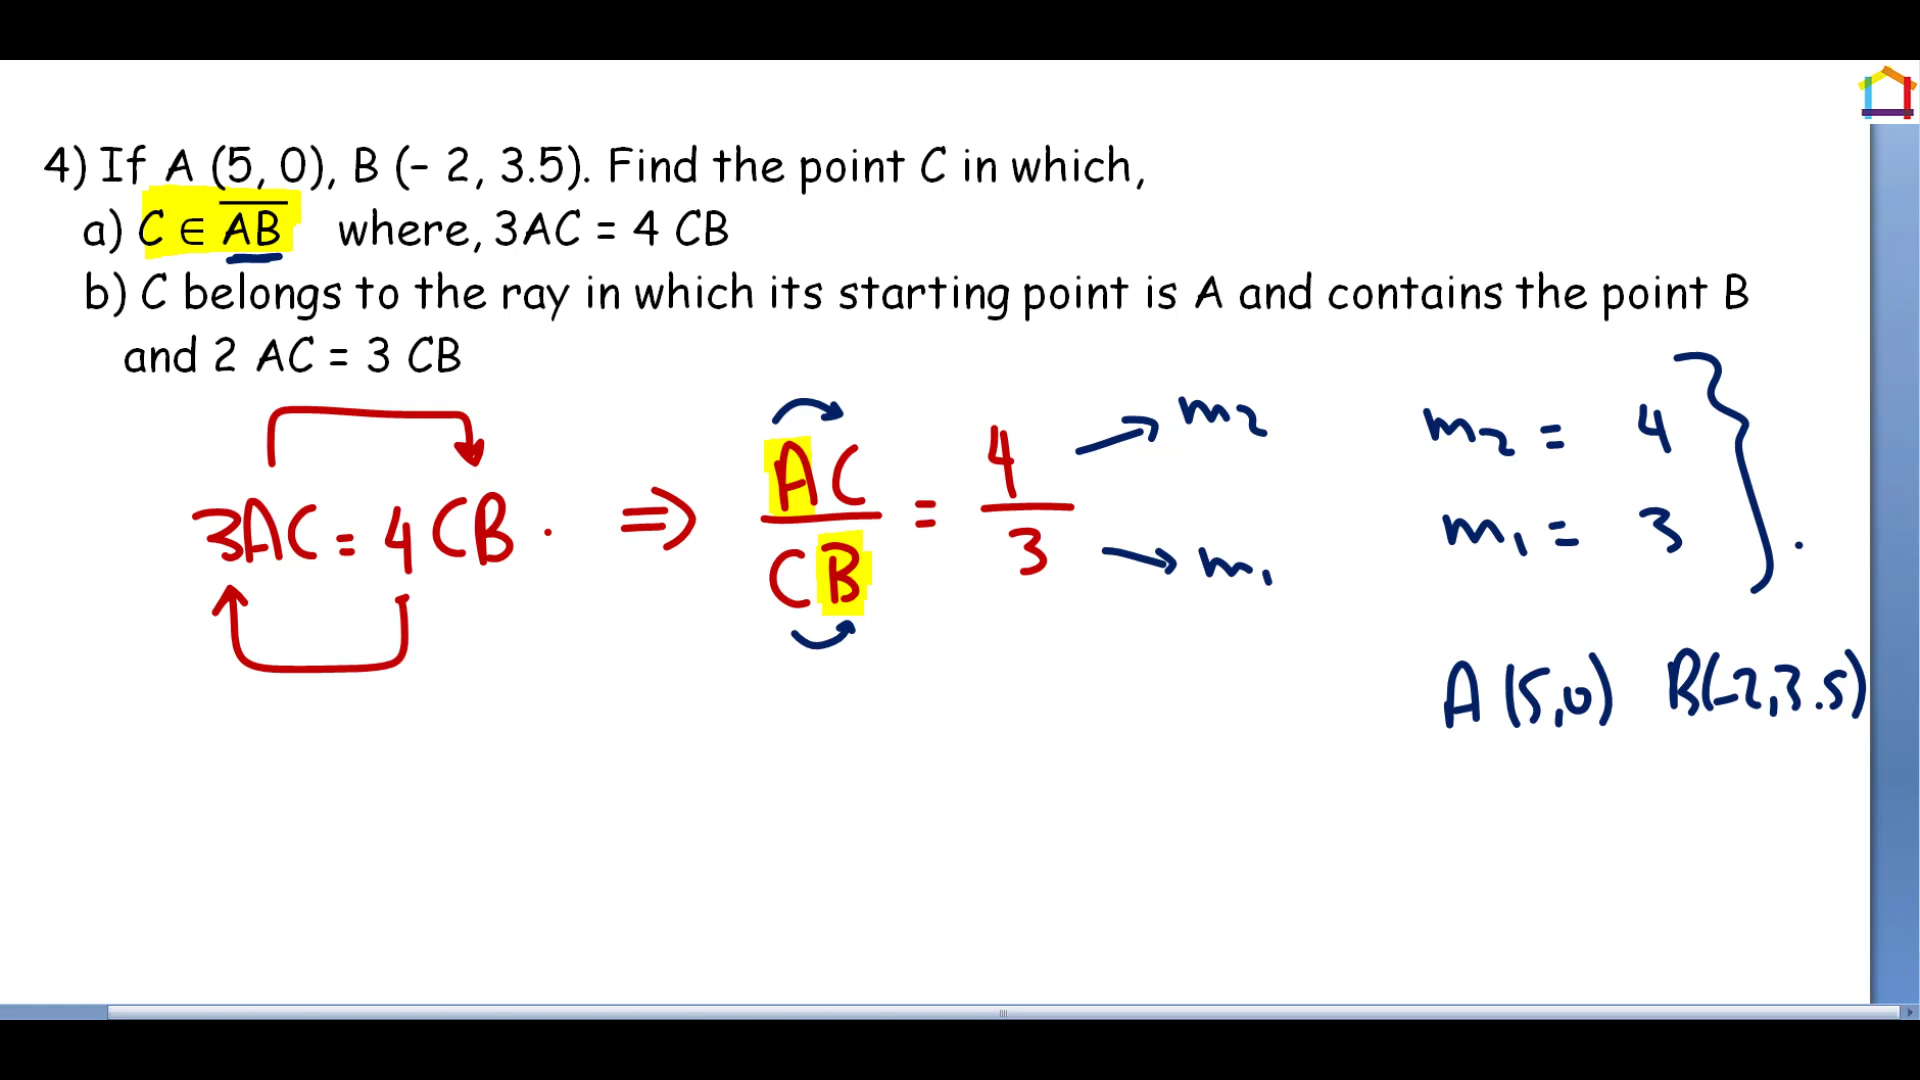 4) If A (5, 0), B (– 2, 3.5). Find the point C in which,
a) C ∈ A̅B̅ where, 3AC = 4 CB
b) C belongs to the ray in which its starting point is A and contains the point B
and 2 AC = 3 CB
3AC = 4 CB . ⇒ AC/CB = 4/3 → m2 → m1
m2 = 4
m1 = 3
A (5,0) B(-2,3.5)